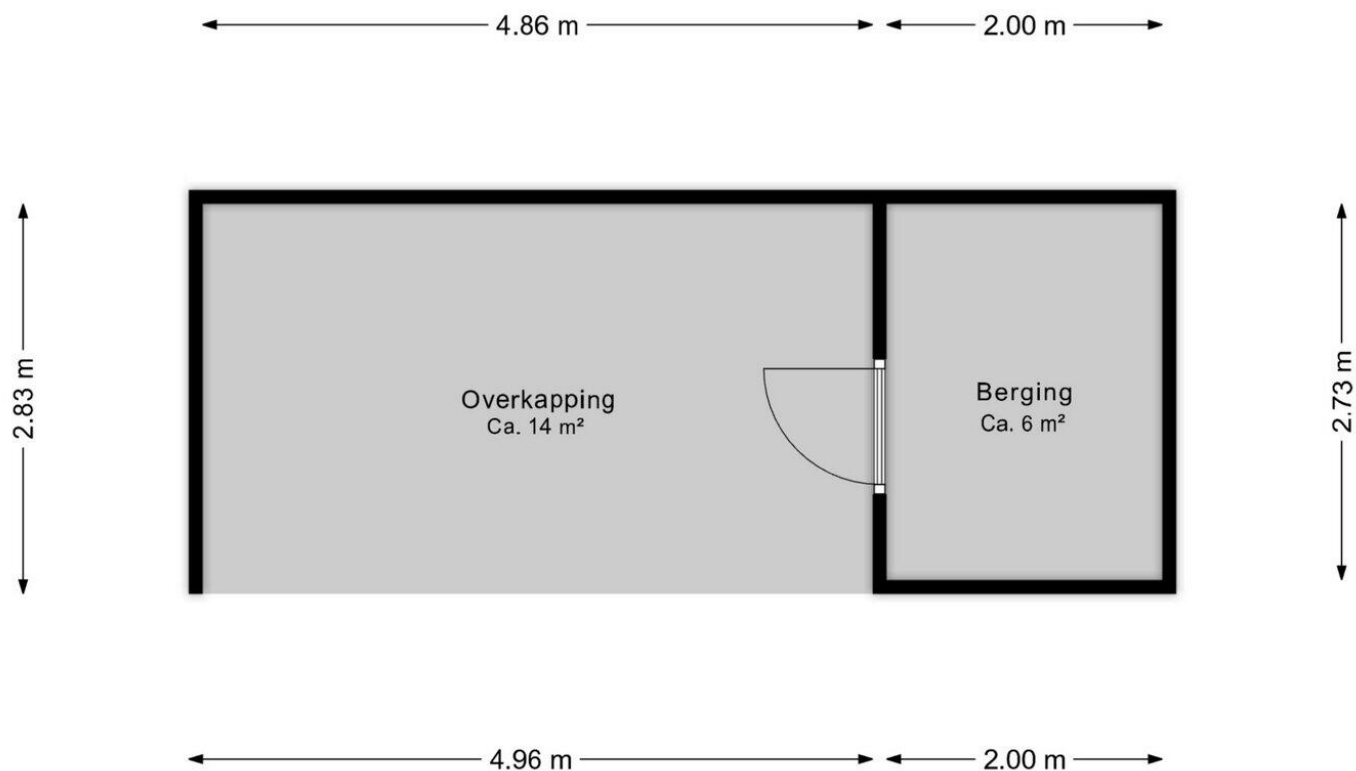 4.86 m
2.00 m
2.83 m
Overkapping
Ca. 14 m²
Berging
Ca. 6 m²
2.73 m
4.96 m
2.00 m